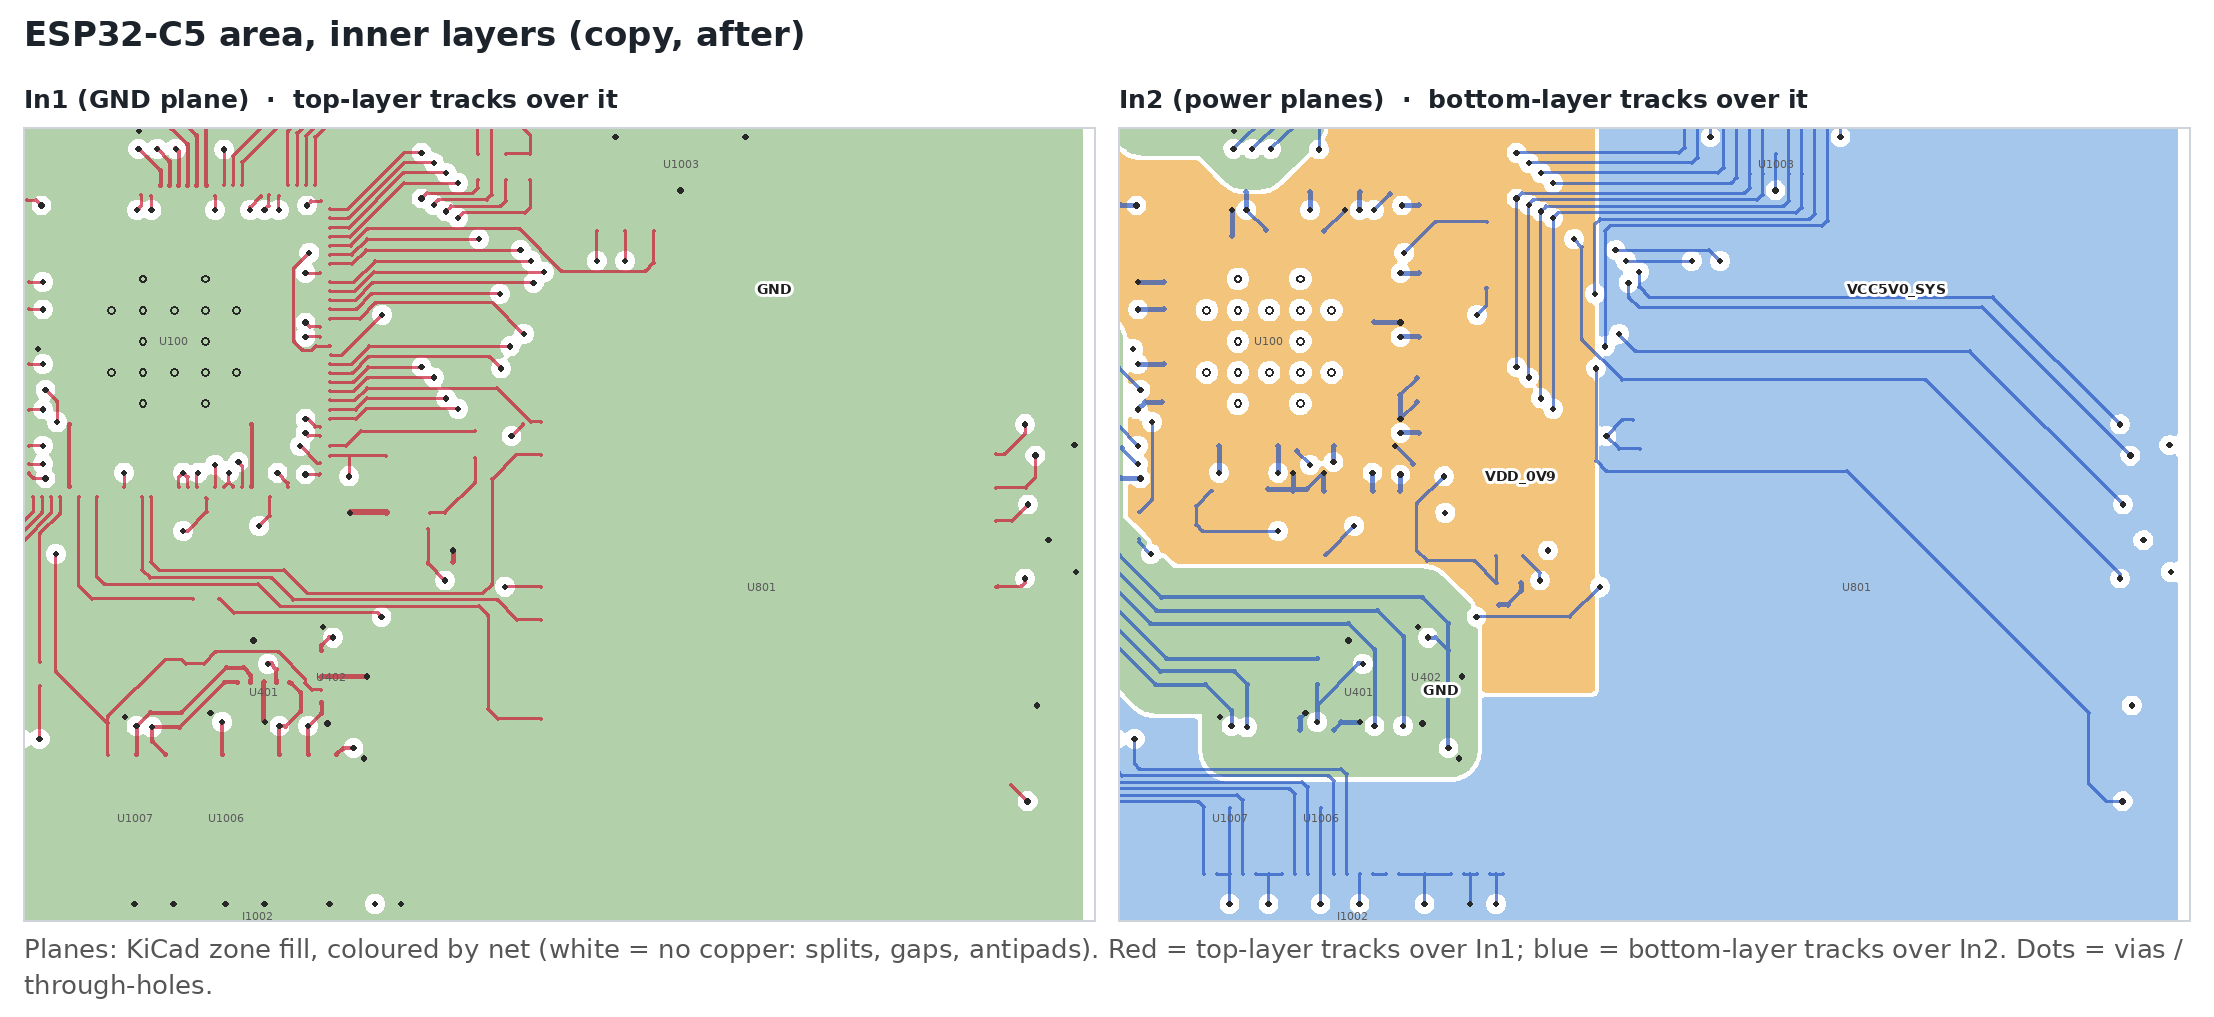 ESP32-C5 area, inner layers (copy, after)
In1 (GND plane)  ·  top-layer tracks over it
In2 (power planes)  ·  bottom-layer tracks over it
U1003
GND
U100
U801
U402
U401
U1007
U1006
I1002
U1003
VCC5V0_SYS
U100
VDD_0V9
U801
U402
U401
GND
U1007
U1006
I1002
Planes: KiCad zone fill, coloured by net (white = no copper: splits, gaps, antipads). Red = top-layer tracks over In1; blue = bottom-layer tracks over In2. Dots = vias /
through-holes.